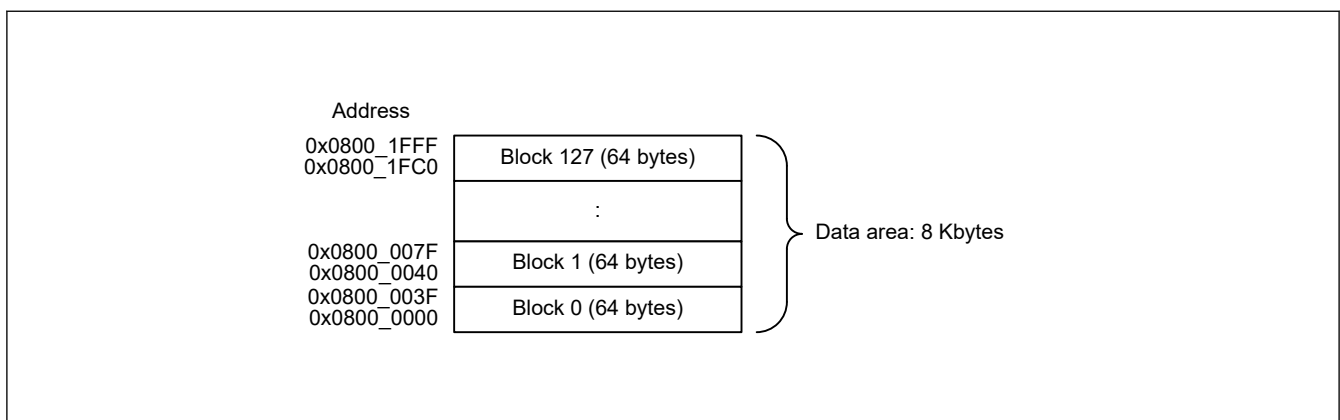 Address
0x0800_1FFF
0x0800_1FC0
Block 127 (64 bytes)
:
Data area: 8 Kbytes
0x0800_007F
0x0800_0040
Block 1 (64 bytes)
0x0800_003F
0x0800_0000
Block 0 (64 bytes)